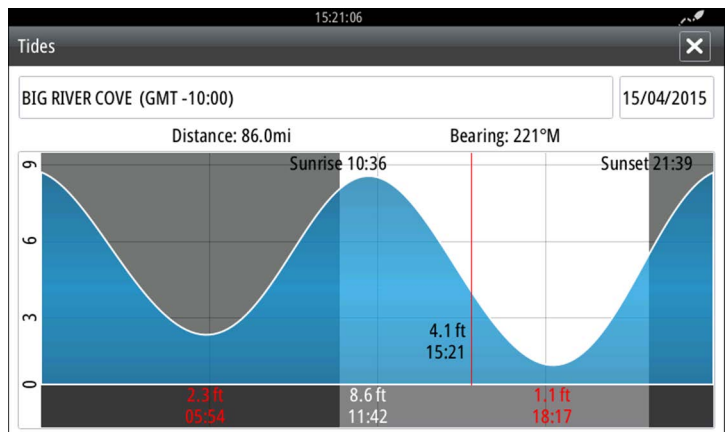 15:21:06
Tides
BIG RIVER COVE (GMT -10:00)
15/04/2015
Distance: 86.0mi
Bearing: 221°M
9
Sunrise 10:36
Sunset 21:39
6
3
4.1 ft
15:21
0
2.3 ft
8.6 ft
1.1 ft
05:54
11:42
18:17